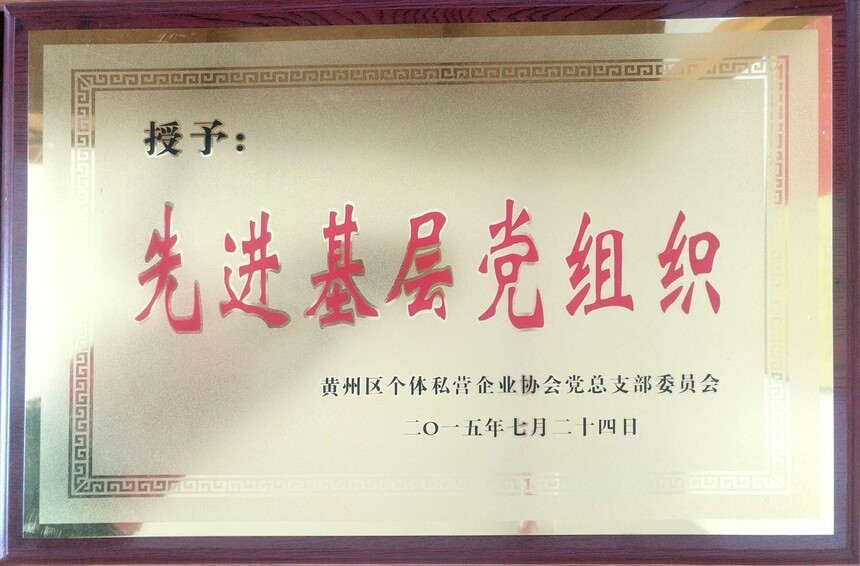 授予：
先进基层党组织
黄州区个体私营企业协会党总支部委员会
二〇一五年七月二十四日